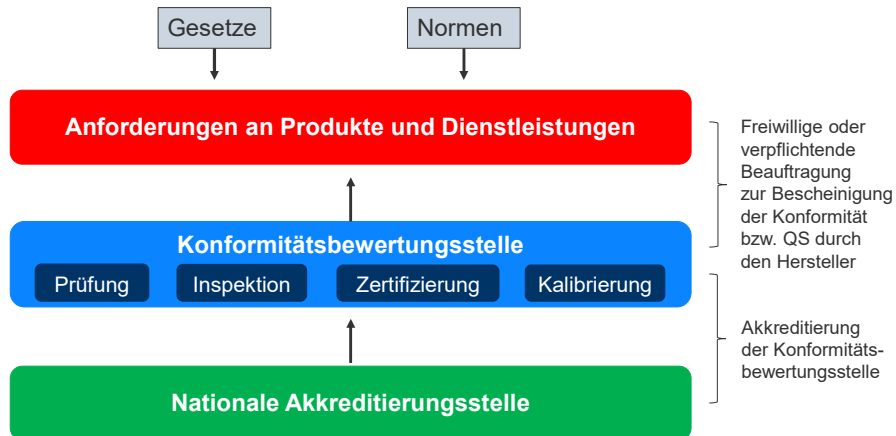 Gesetze
Normen
Anforderungen an Produkte und Dienstleistungen
Freiwillige oder
verpflichtende
Beauftragung
zur Bescheinigung
der Konformität
bzw. QS durch
den Hersteller
Konformitätsbewertungsstelle
Prüfung
Inspektion
Zertifizierung
Kalibrierung
Akkreditierung
der Konformitäts-
bewertungsstelle
Nationale Akkreditierungsstelle